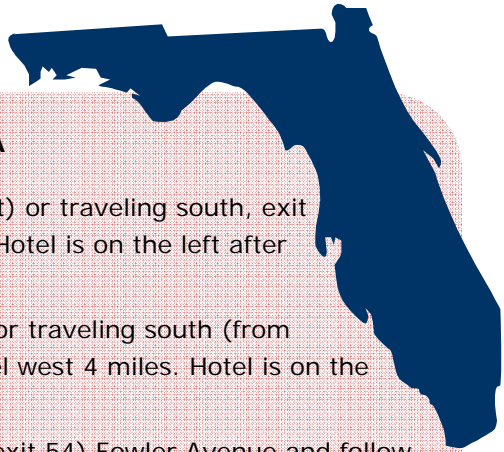 A
t) or traveling south, exit
Hotel is on the left after
or traveling south (from
el west 4 miles. Hotel is on the
exit 54) Fowler Avenue and follow